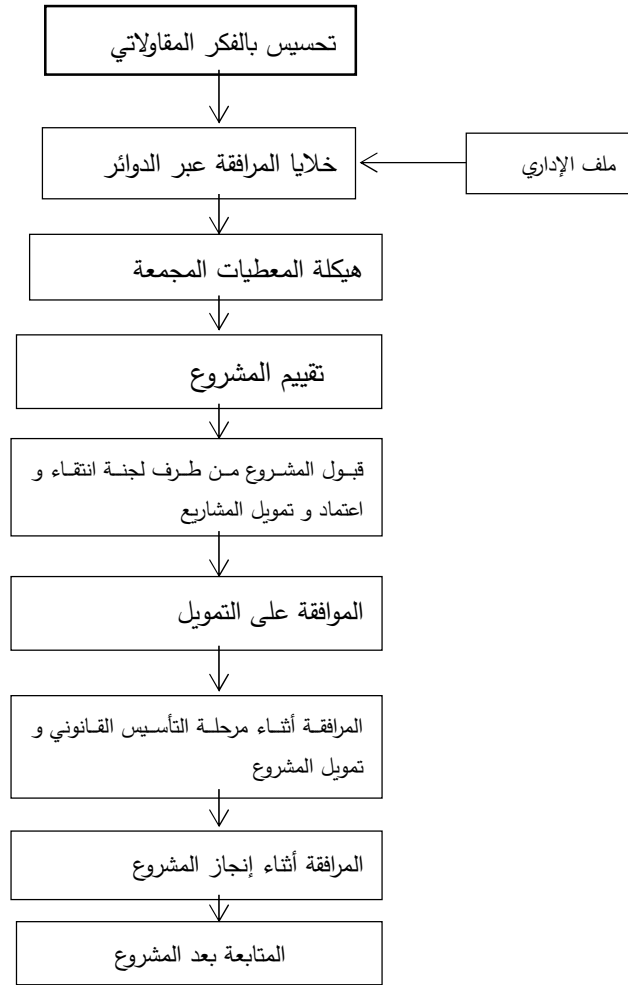 تحسيس بالفكر المقاولاتي
خلايا المرافقة عبر الدوائر
ملف الإداري
هيكلة المعطيات المجمعة
تقييم المشروع
قبول المشروع من طرف لجنة انتقاء و
اعتماد و تمويل المشاريع
الموافقة على التمويل
المرافقة أثناء مرحلة التأسيس القانوني و
تمويل المشروع
المرافقة أثناء إنجاز المشروع
المتابعة بعد المشروع